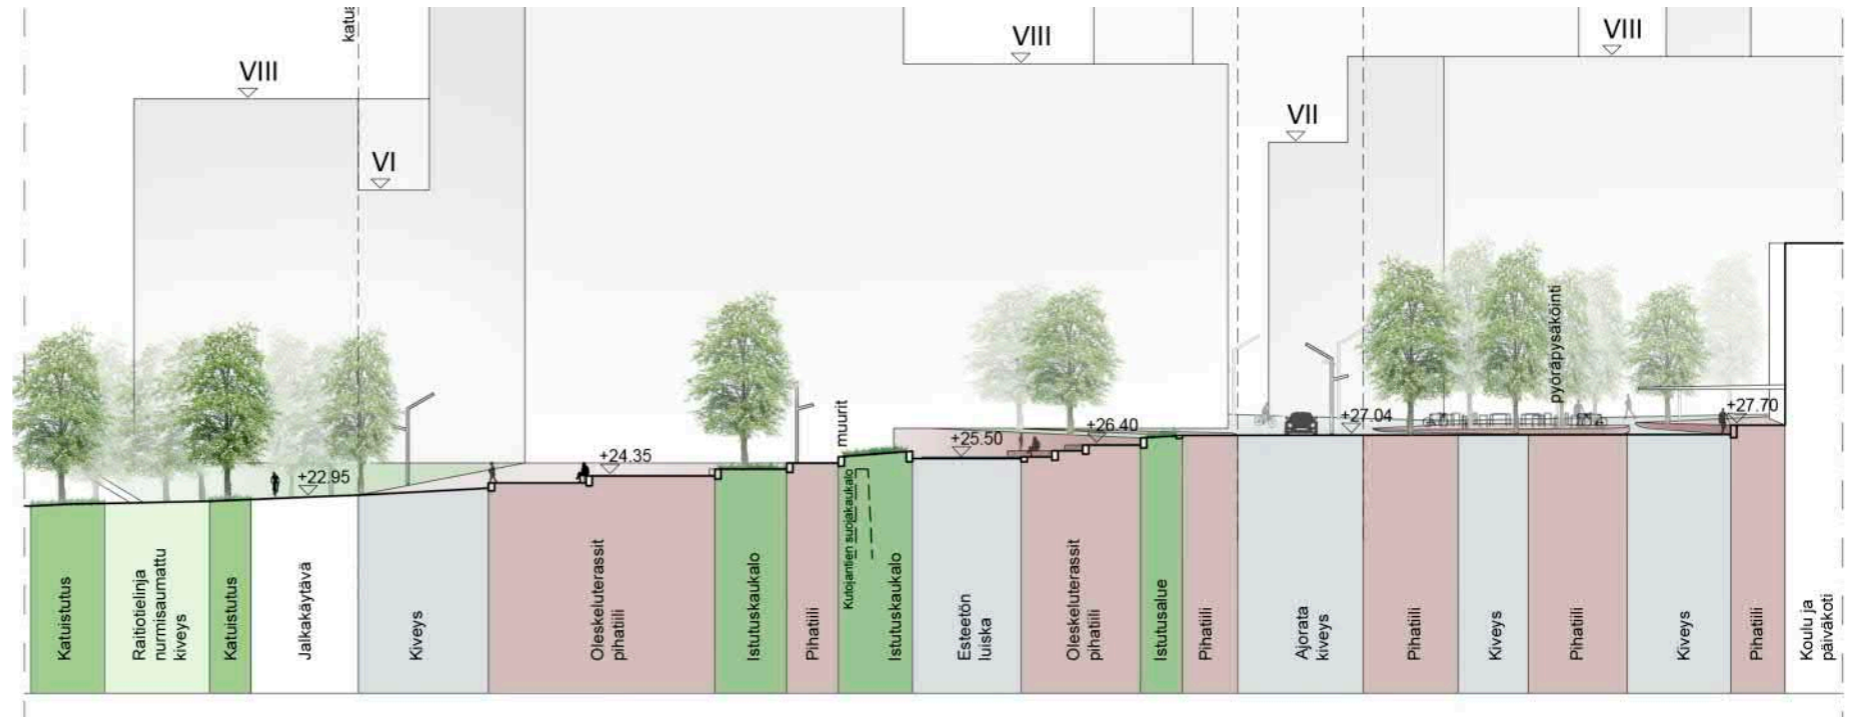 katua
VIII
VI
VIII
VII
VIII
+22.95
+24.35
muurit
+25.50
+26.40
+27.04
pyöräpysäköinti
+27.70
Katuistutus
Raitiotielinja
nurmisaumattu
kiveys
Katuistutus
Jalkakäytävä
Kiveys
Oleskeluterassit
pihatiili
Istutuskaukalo
Pihatiili
Kutojantien suojakaukalo
Istutuskaukalo
Esteetön
luiska
Oleskeluterassit
pihatiili
Istutusalue
Pihatiili
Ajorata
kiveys
Pihatiili
Kiveys
Pihatiili
Kiveys
Pihatiili
Koulu ja
päiväkoti